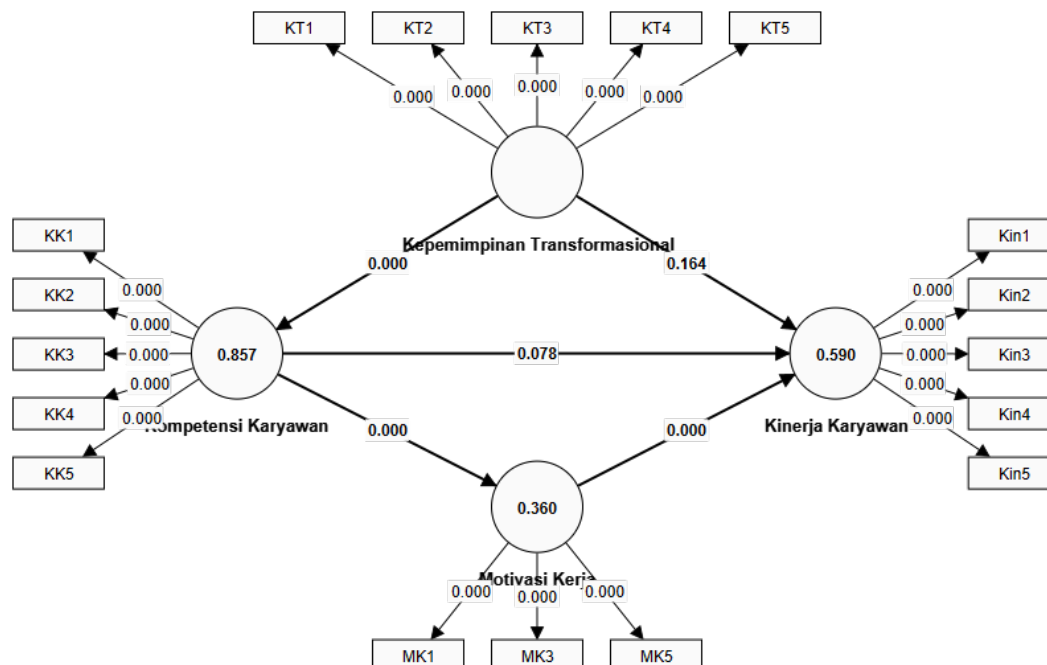 KT1 KT2 KT3 KT4 KT5
0.000 0.000 0.000 0.000 0.000
Kepemimpinan Transformasional
KK1
KK2
KK3
KK4
KK5
0.000
0.000
0.000
0.000
0.000
0.857
Kompetensi Karyawan
0.000
0.164
0.078
0.000
0.000
Kin1
Kin2
Kin3
Kin4
Kin5
0.000
0.000
0.000
0.000
0.000
0.590
Kinerja Karyawan
0.360
Motivasi Kerja
0.000 0.000 0.000
MK1 MK3 MK5